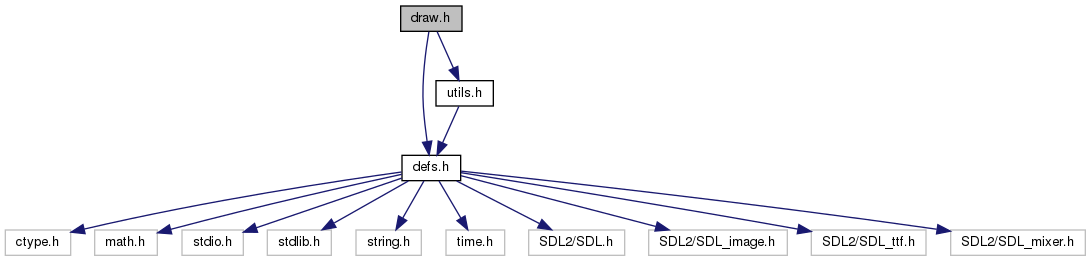 draw.h
utils.h
defs.h
ctype.h
math.h
stdio.h
stdlib.h
string.h
time.h
SDL2/SDL.h
SDL2/SDL_image.h
SDL2/SDL_ttf.h
SDL2/SDL_mixer.h